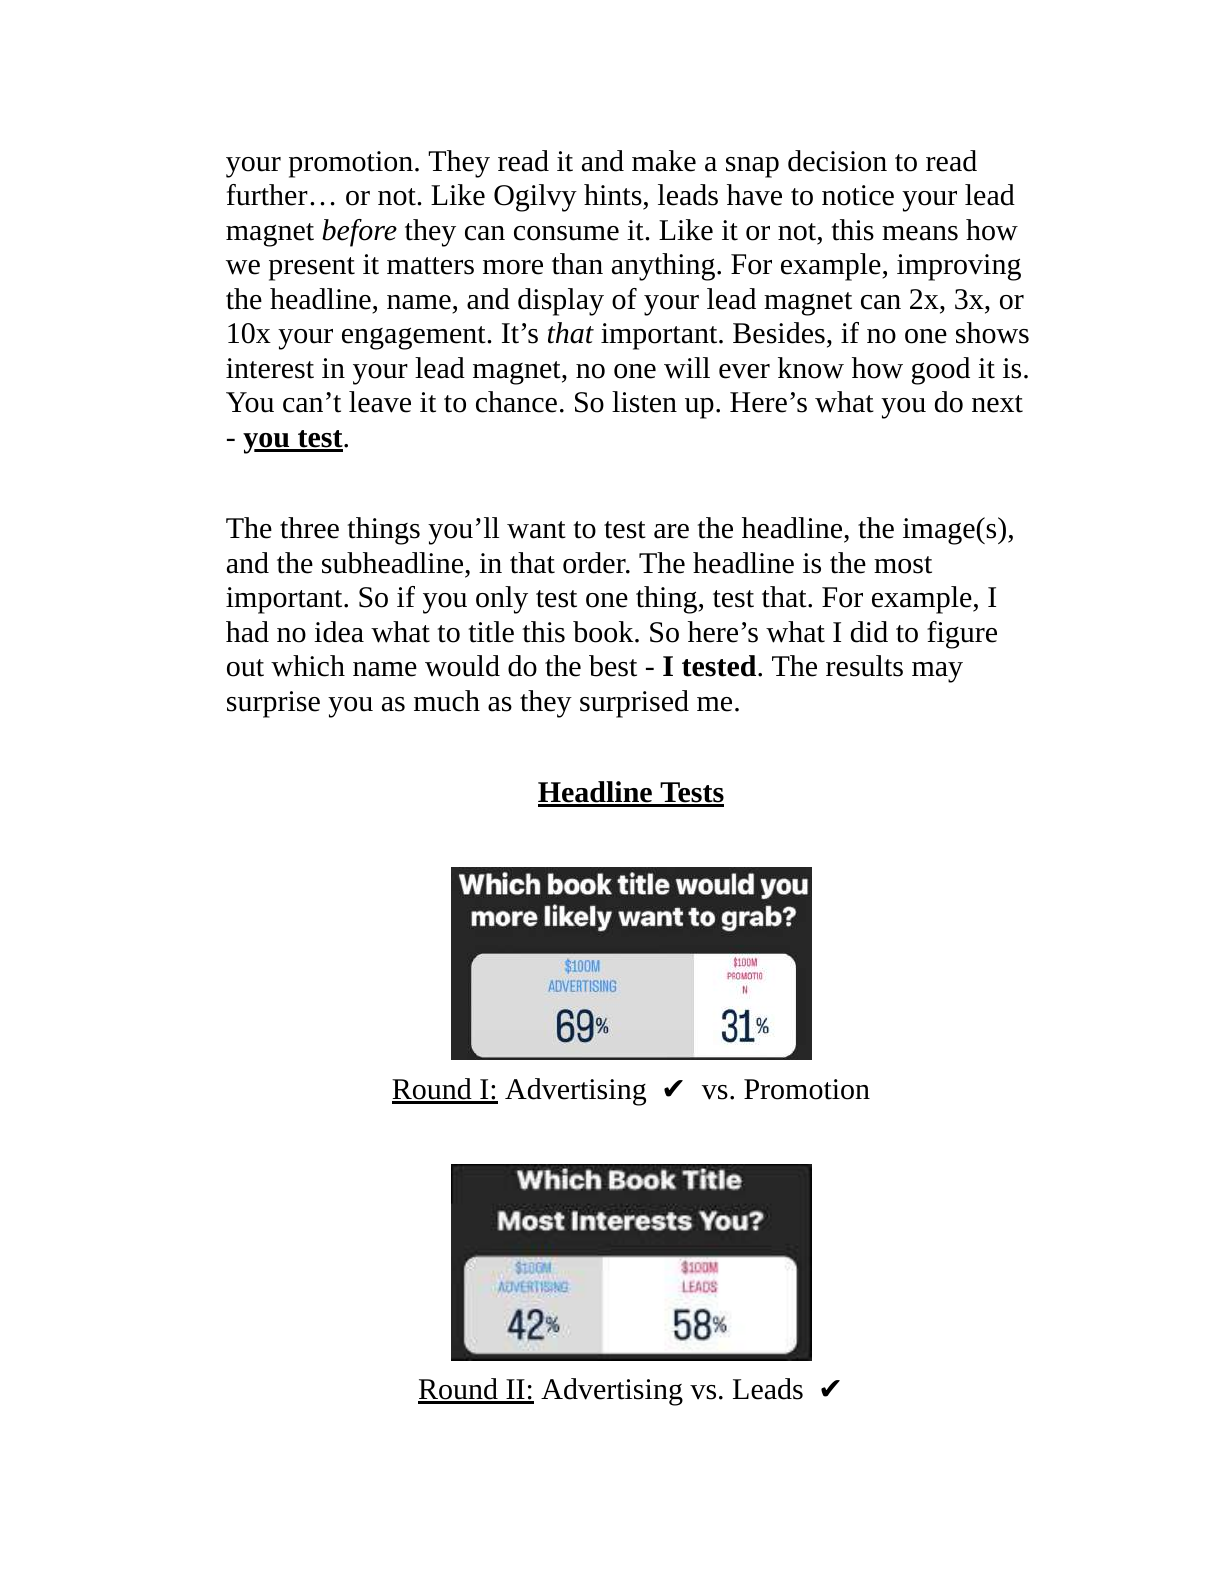 your promotion. They read it and make a snap decision to read
further… or not. Like Ogilvy hints, leads have to notice your lead
magnet before they can consume it. Like it or not, this means how
we present it matters more than anything. For example, improving
the headline, name, and display of your lead magnet can 2x, 3x, or
10x your engagement. It’s that important. Besides, if no one shows
interest in your lead magnet, no one will ever know how good it is.
You can’t leave it to chance. So listen up. Here’s what you do next
- you test.
The three things you’ll want to test are the headline, the image(s),
and the subheadline, in that order. The headline is the most
important. So if you only test one thing, test that. For example, I
had no idea what to title this book. So here’s what I did to figure
out which name would do the best - I tested. The results may
surprise you as much as they surprised me.
Headline Tests
Which book title would you
more likely want to grab?
$100M
ADVERTISING
69%
$100M
PROMOTIO
N
31%
Round I: Advertising ✔ vs. Promotion
Which Book Title
Most Interests You?
$100M
ADVERTISING
42%
$100M
LEADS
58%
Round II: Advertising vs. Leads ✔